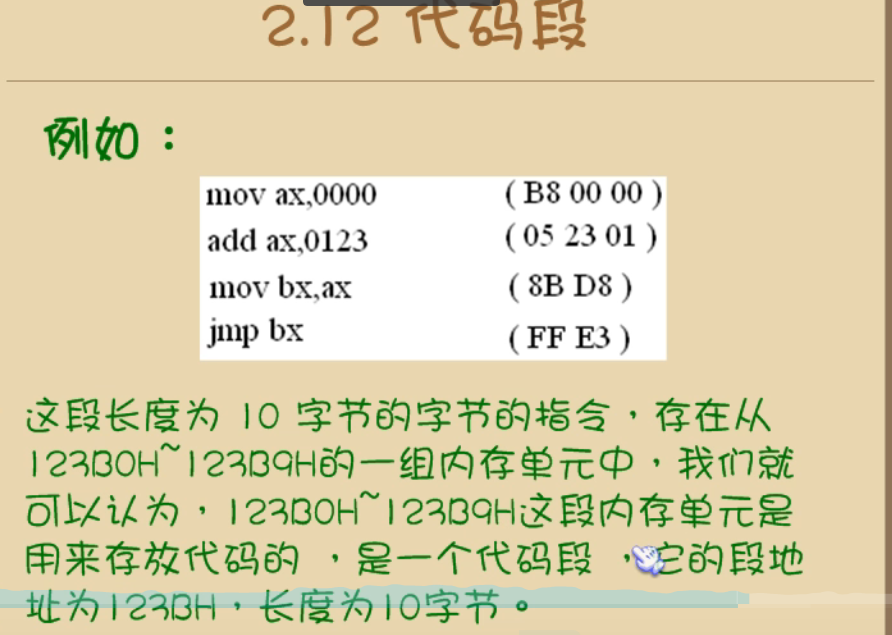 2.12 代码段
例如：
mov ax,0000 ( B8 00 00 )
add ax,0123 ( 05 23 01 )
mov bx,ax ( 8B D8 )
jmp bx ( FF E3 )
这段长度为 10 字节的字节的指令，存在从
123B0H~123B9H的一组内存单元中，我们就
可以认为，123B0H~123B9H这段内存单元是
用来存放代码的 ，是一个代码段 ，它的段地
址为123BH，长度为10字节。